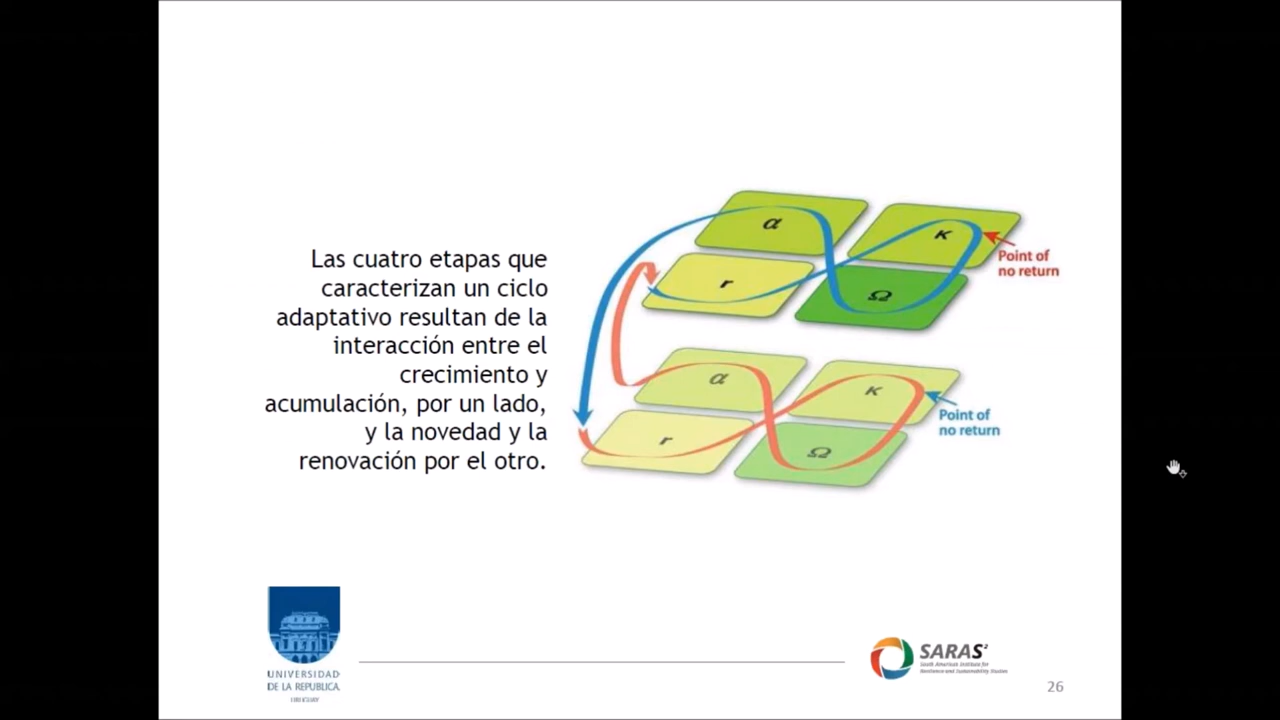 Las cuatro etapas que
caracterizan un ciclo
adaptativo resultan de la
interacción entre el
crecimiento y
acumulación, por un lado,
y la novedad y la
renovación por el otro.
α
κ
r
Ω
Point of
no return
α
κ
r
Ω
Point of
no return
UNIVERSIDAD
DE LA REPUBLICA
URUGUAY
SARAS²
South American Institute for
Resilience and Sustainability Studies
26